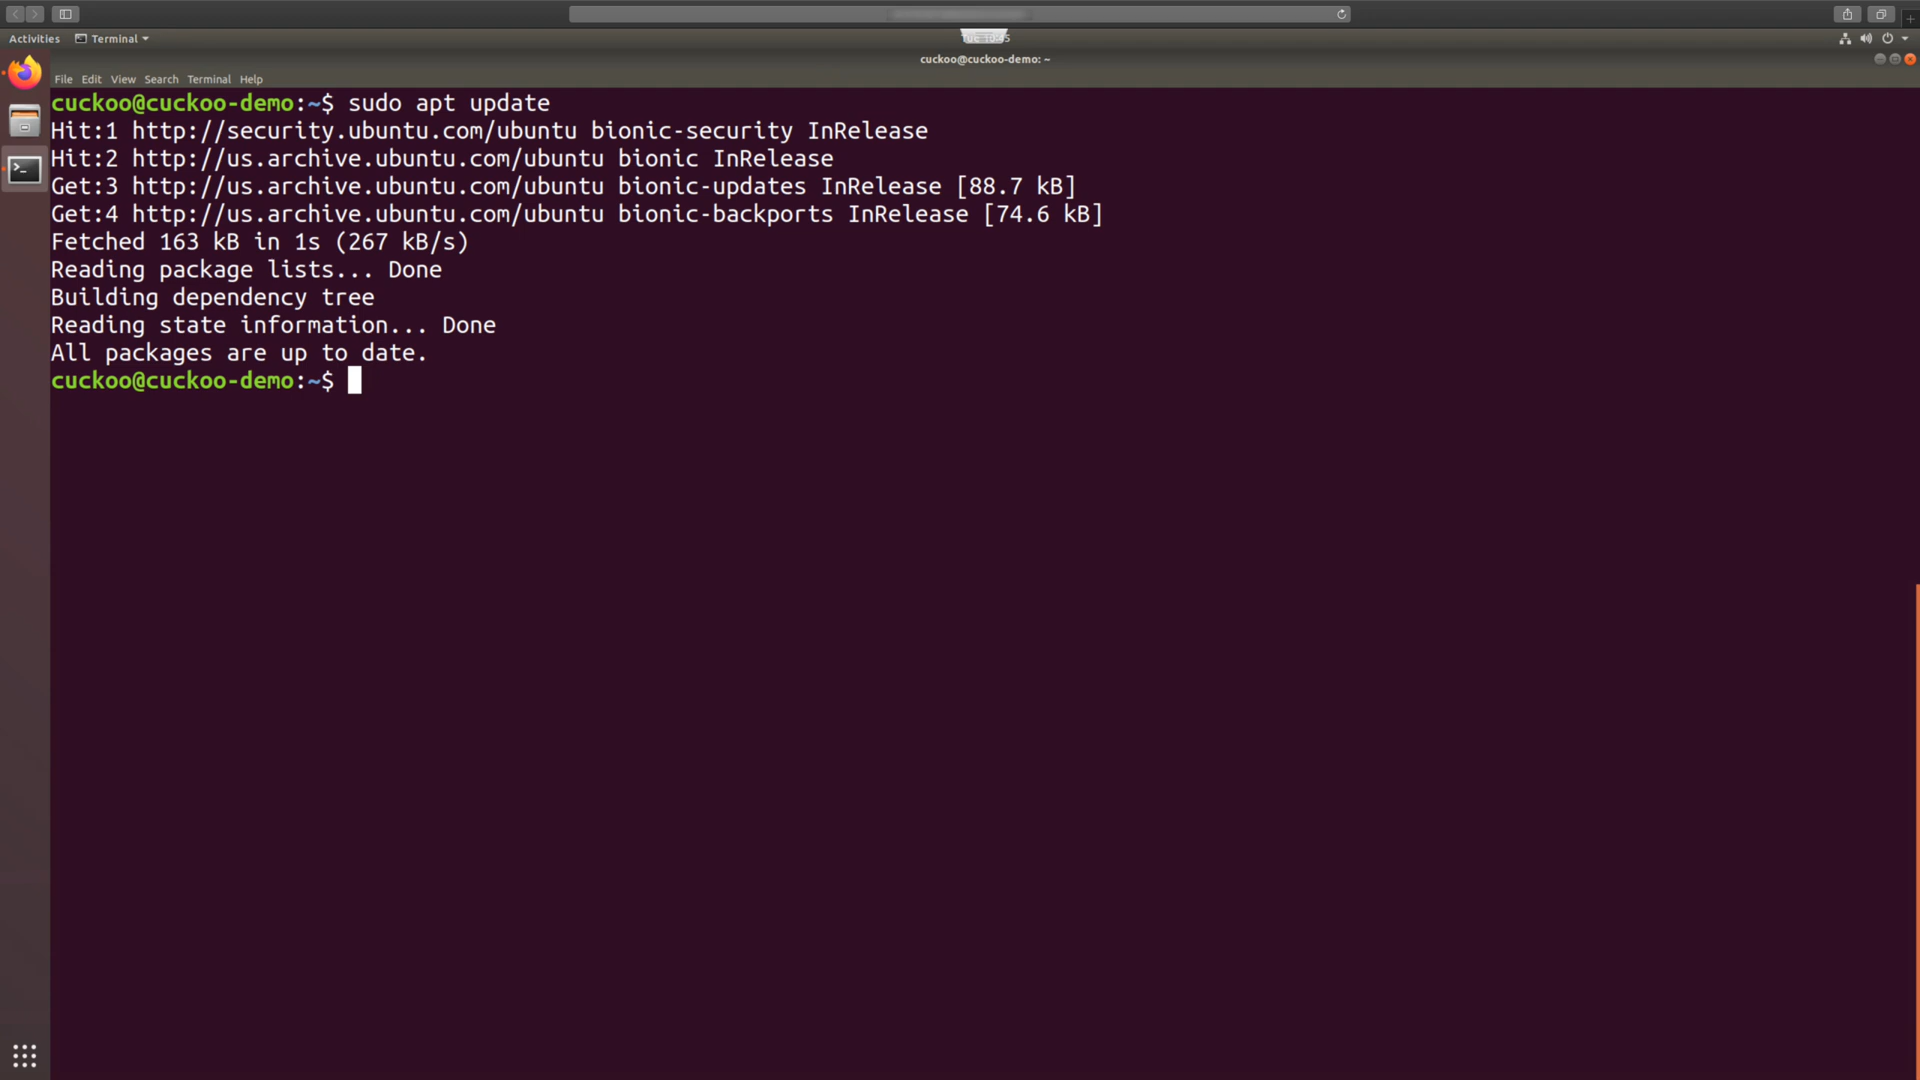 Activities Terminal
cuckoo@cuckoo-demo: ~
File Edit View Search Terminal Help
cuckoo@cuckoo-demo:~$ sudo apt update
Hit:1 http://security.ubuntu.com/ubuntu bionic-security InRelease
Hit:2 http://us.archive.ubuntu.com/ubuntu bionic InRelease
Get:3 http://us.archive.ubuntu.com/ubuntu bionic-updates InRelease [88.7 kB]
Get:4 http://us.archive.ubuntu.com/ubuntu bionic-backports InRelease [74.6 kB]
Fetched 163 kB in 1s (267 kB/s)
Reading package lists... Done
Building dependency tree
Reading state information... Done
All packages are up to date.
cuckoo@cuckoo-demo:~$